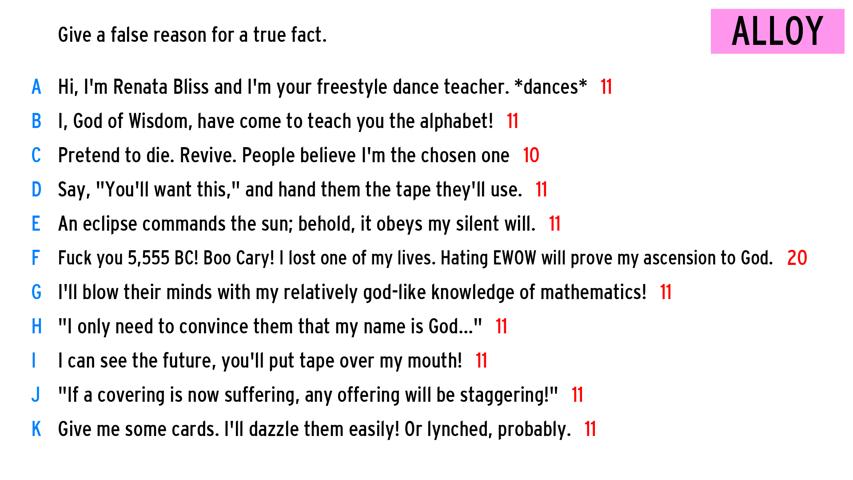 Give a false reason for a true fact.
ALLOY
A Hi, I'm Renata Bliss and I'm your freestyle dance teacher. *dances* 11
B I, God of Wisdom, have come to teach you the alphabet! 11
C Pretend to die. Revive. People believe I'm the chosen one 10
D Say, "You'll want this," and hand them the tape they'll use. 11
E An eclipse commands the sun; behold, it obeys my silent will. 11
F Fuck you 5,555 BC! Boo Cary! I lost one of my lives. Hating EWOW will prove my ascension to God. 20
G I'll blow their minds with my relatively god-like knowledge of mathematics! 11
H "I only need to convince them that my name is God..." 11
I I can see the future, you'll put tape over my mouth! 11
J "If a covering is now suffering, any offering will be staggering!" 11
K Give me some cards. I'll dazzle them easily! Or lynched, probably. 11